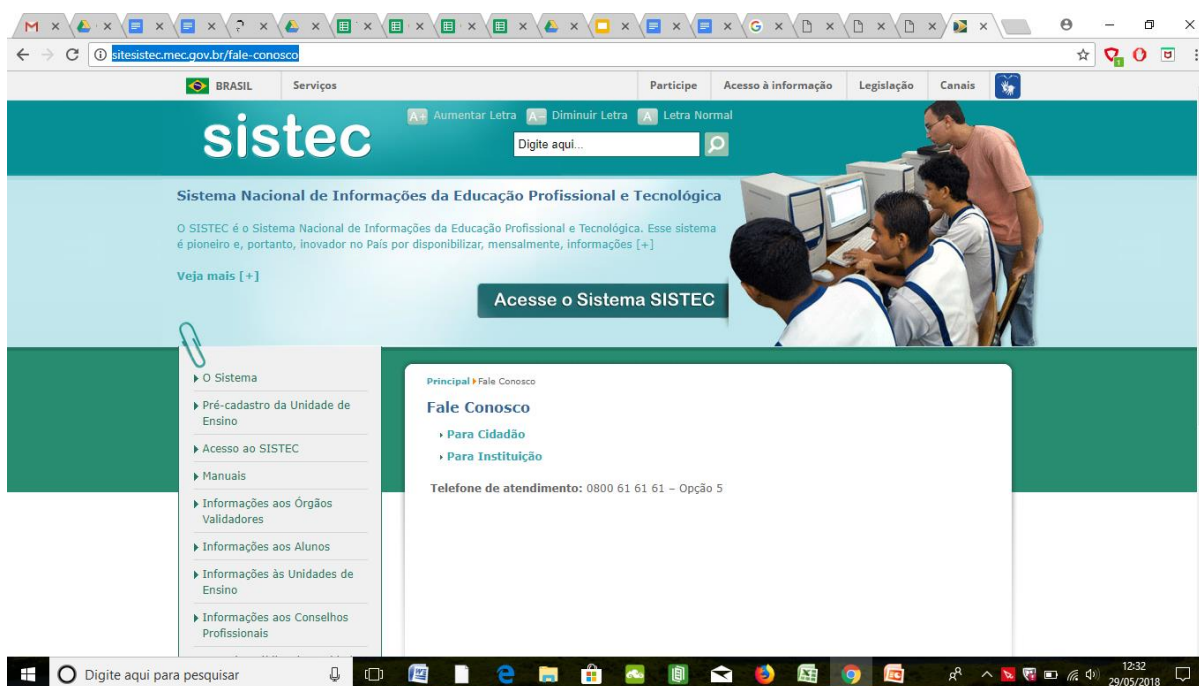 sitesistec.mec.gov.br/fale-conosco
BRASIL Serviços Participe Acesso à informação Legislação Canais
sistec
A+ Aumentar Letra A- Diminuir Letra A Letra Normal
Digite aqui...
Sistema Nacional de Informações da Educação Profissional e Tecnológica
O SISTEC é o Sistema Nacional de Informações da Educação Profissional e Tecnológica. Esse sistema
é pioneiro e, portanto, inovador no País por disponibilizar, mensalmente, informações [+]
Veja mais [+]
Acesse o Sistema SISTEC
O Sistema
Pré-cadastro da Unidade de
Ensino
Acesso ao SISTEC
Manuais
Informações aos Órgãos
Validadores
Informações aos Alunos
Informações às Unidades de
Ensino
Informações aos Conselhos
Profissionais
Principal Fale Conosco
Fale Conosco
Para Cidadão
Para Instituição
Telefone de atendimento: 0800 61 61 61 – Opção 5
Digite aqui para pesquisar
12:32
29/05/2018